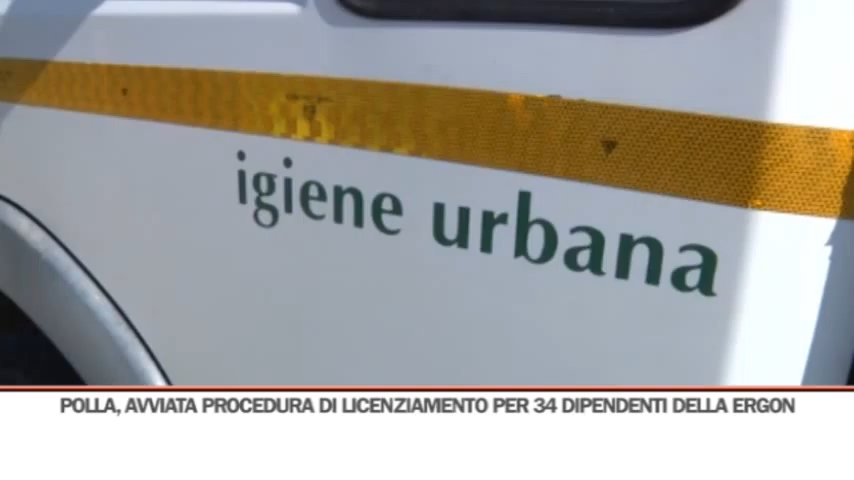 igiene urbana
POLLA, AVVIATA PROCEDURA DI LICENZIAMENTO PER 34 DIPENDENTI DELLA ERGON